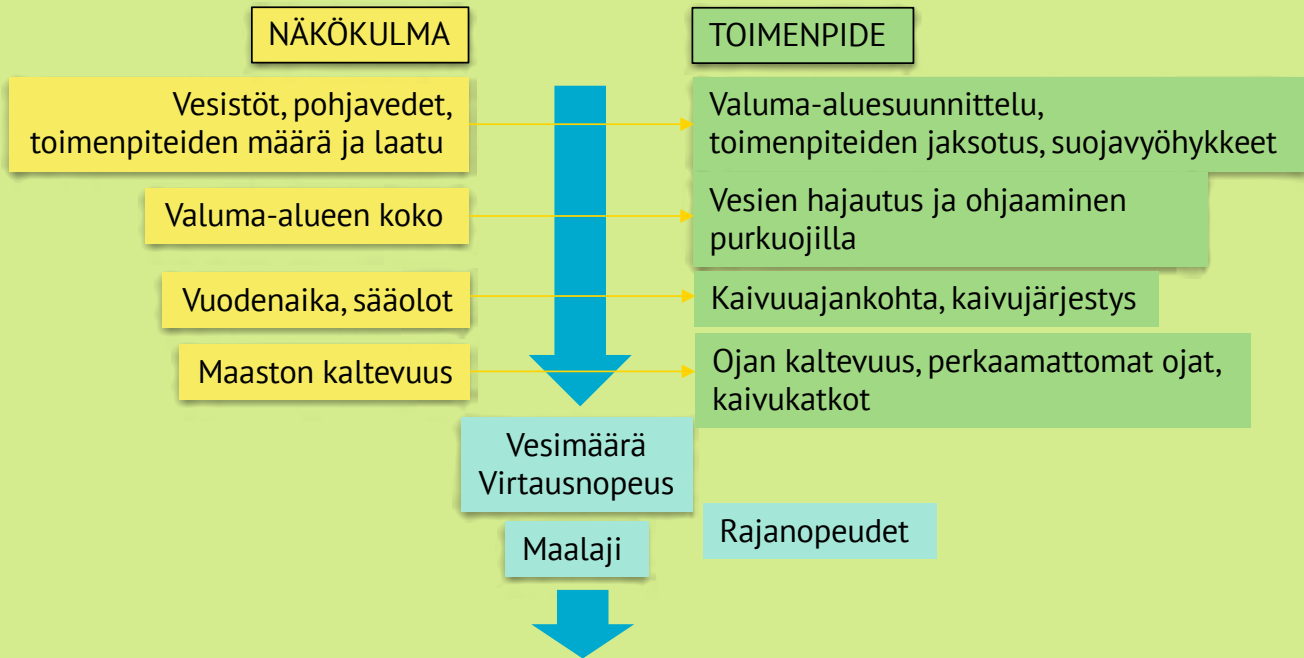 NÄKÖKULMA
TOIMENPIDE
Vesistöt, pohjavedet,
toimenpiteiden määrä ja laatu
Valuma-aluesuunnittelu,
toimenpiteiden jaksotus, suojavyöhykkeet
Valuma-alueen koko
Vesien hajautus ja ohjaaminen
purkuojilla
Vuodenaika, sääolot
Kaivuuajankohta, kaivujärjestys
Maaston kaltevuus
Ojan kaltevuus, perkaamattomat ojat,
kaivukatkot
Vesimäärä
Virtausnopeus
Rajanopeudet
Maalaji